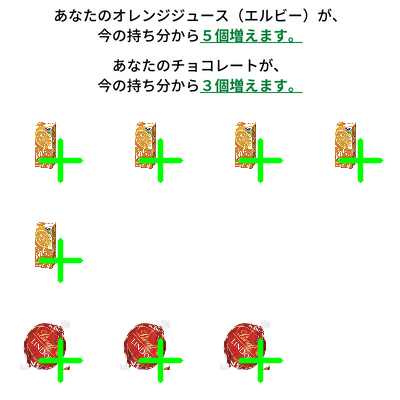 あなたのオレンジジュース（エルビー）が、
今の持ち分から５個増えます。
あなたのチョコレートが、
今の持ち分から３個増えます。